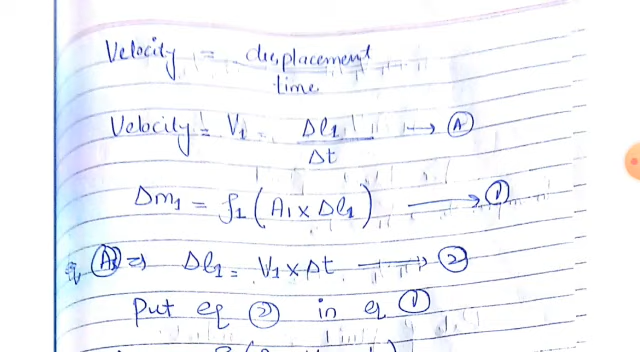 Velocity = displacement / time
Velocity = V1 = Δl1 / Δt → (A)
Δm1 = ρ1 (A1 × Δl1) → (1)
(A) ⇒ Δl1 = V1 × Δt → (2)
Put eq (2) in eq (1)